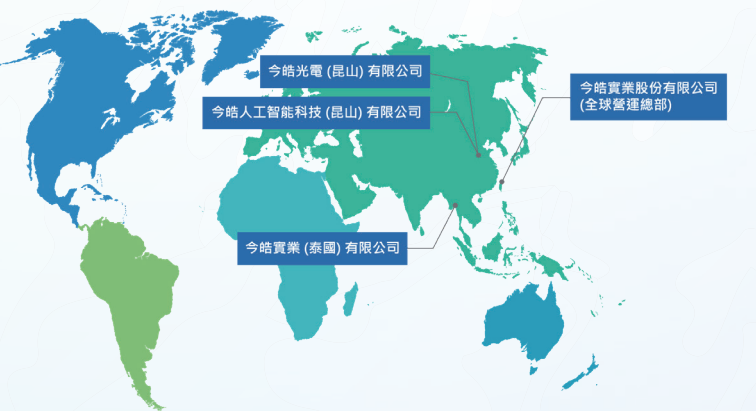 今皓光電 (昆山) 有限公司
今皓人工智能科技 (昆山) 有限公司
今皓實業股份有限公司
(全球營運總部)
今皓實業 (泰國) 有限公司